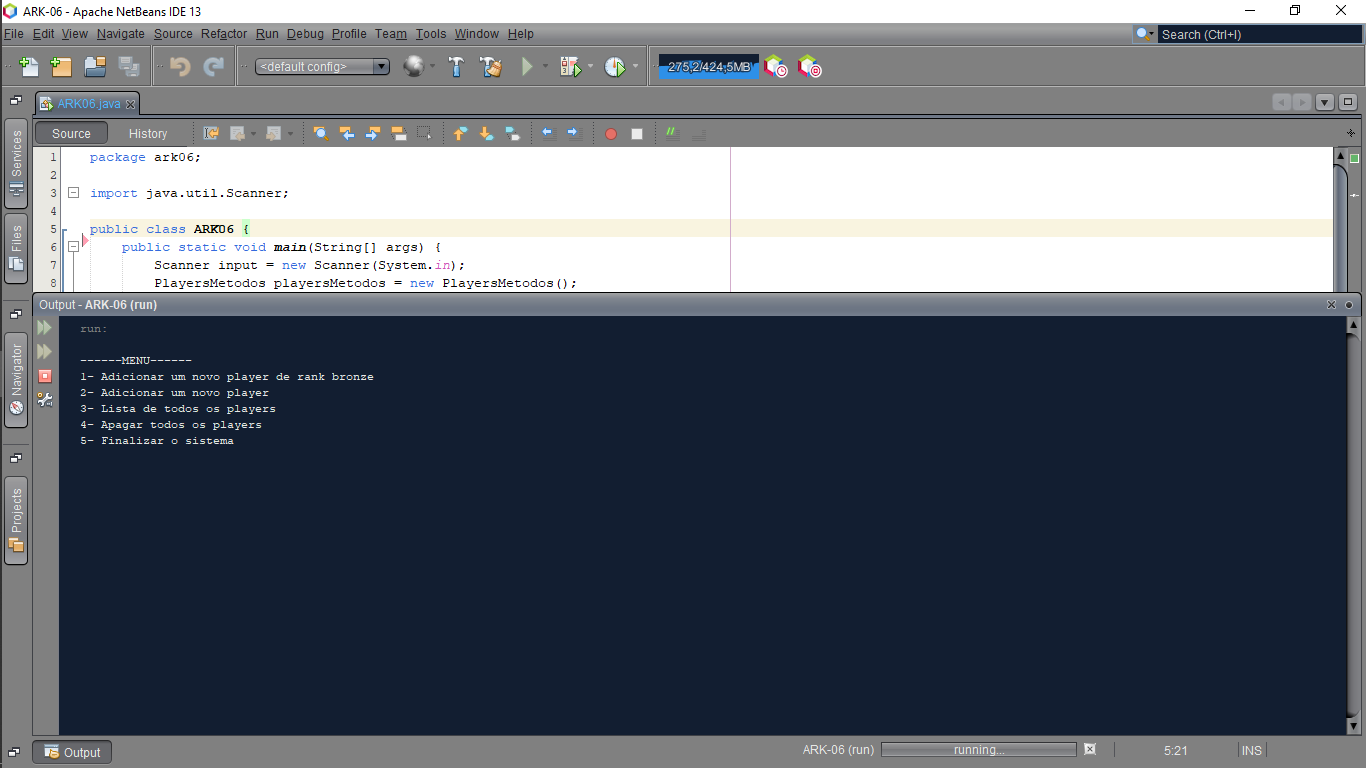 ARK-06 - Apache NetBeans IDE 13
File Edit View Navigate Source Refactor Run Debug Profile Team Tools Window Help
Search (Ctrl+I)
<default config>
275,2/424,5MB
ARK06.java
Source History
Services
Files
Navigator
Projects
1 package ark06;
2
3 import java.util.Scanner;
4
5 public class ARK06 {
6 public static void main(String[] args) {
7 Scanner input = new Scanner(System.in);
8 PlayersMetodos playersMetodos = new PlayersMetodos();
Output - ARK-06 (run)
run:
------MENU------
1- Adicionar um novo player de rank bronze
2- Adicionar um novo player
3- Lista de todos os players
4- Apagar todos os players
5- Finalizar o sistema
Output
ARK-06 (run) running... 5:21 INS